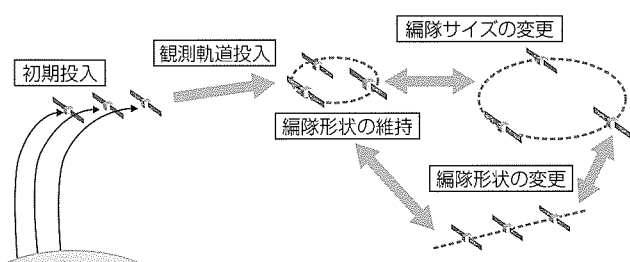 編隊サイズの変更
観測軌道投入
初期投入
編隊形状の維持
編隊形状の変更